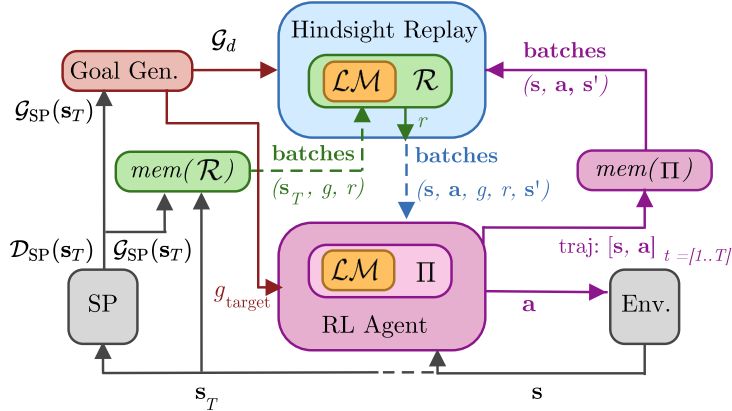 Hindsight Replay
𝒢_d
Goal Gen.
ℒℳ ℛ
batches
(s, a, s')
r
𝒢_SP(s_T)
mem(ℛ)
batches
(s_T, g, r)
batches
(s, a, g, r, s')
mem(Π)
𝒟_SP(s_T)
𝒢_SP(s_T)
traj: [s, a] t =[1..T]
ℒℳ Π
g_target
SP
RL Agent
a
Env.
s_T
s